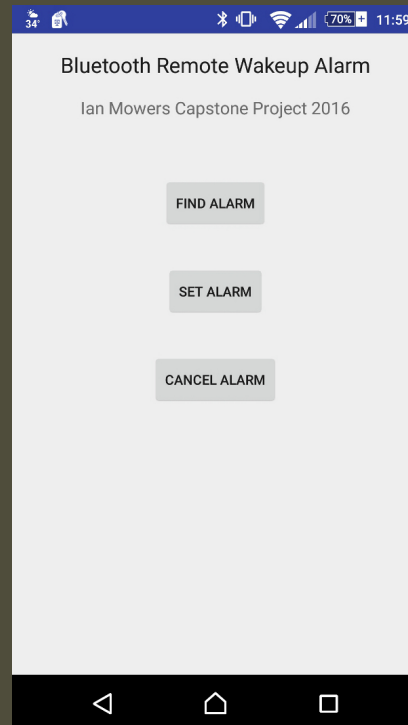 34° 70% 11:59
Bluetooth Remote Wakeup Alarm
Ian Mowers Capstone Project 2016
FIND ALARM
SET ALARM
CANCEL ALARM